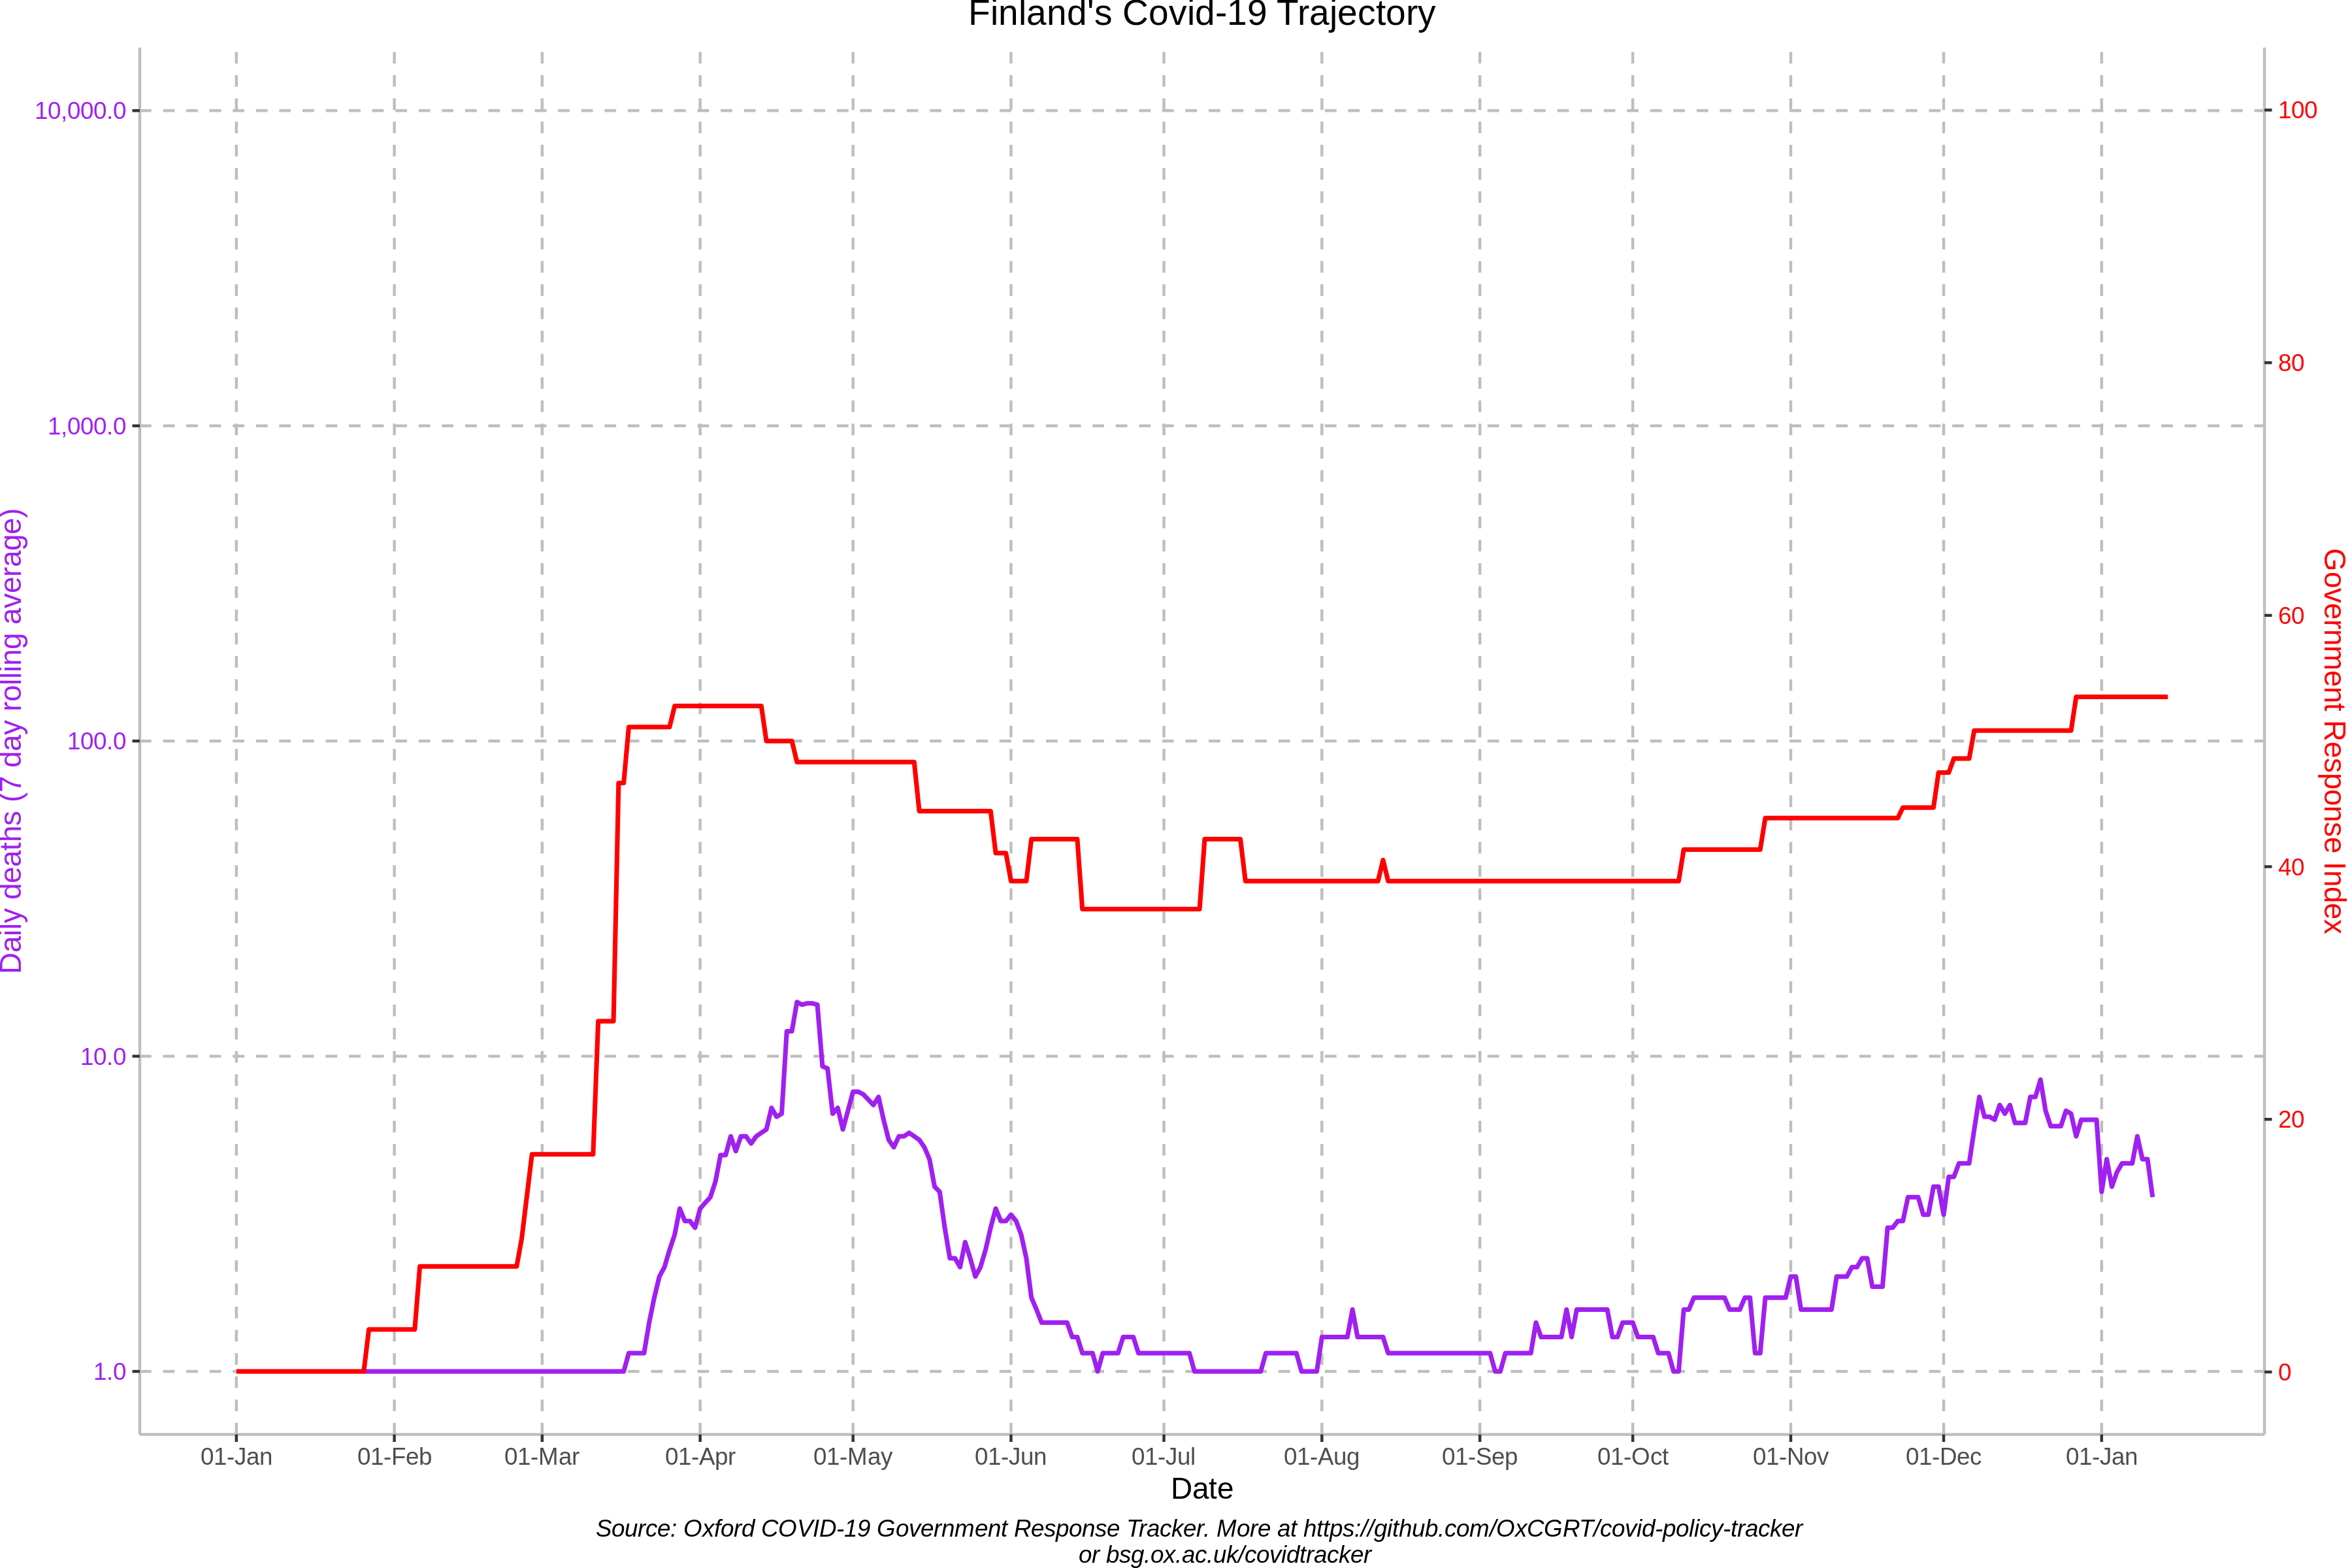 Finland's Covid-19 Trajectory
10,000.0
1,000.0
100.0
10.0
1.0
Daily deaths (7 day rolling average)
100
80
60
40
20
0
Government Response Index
01-Jan
01-Feb
01-Mar
01-Apr
01-May
01-Jun
01-Jul
01-Aug
01-Sep
01-Oct
01-Nov
01-Dec
01-Jan
Date
Source: Oxford COVID-19 Government Response Tracker. More at https://github.com/OxCGRT/covid-policy-tracker
or bsg.ox.ac.uk/covidtracker